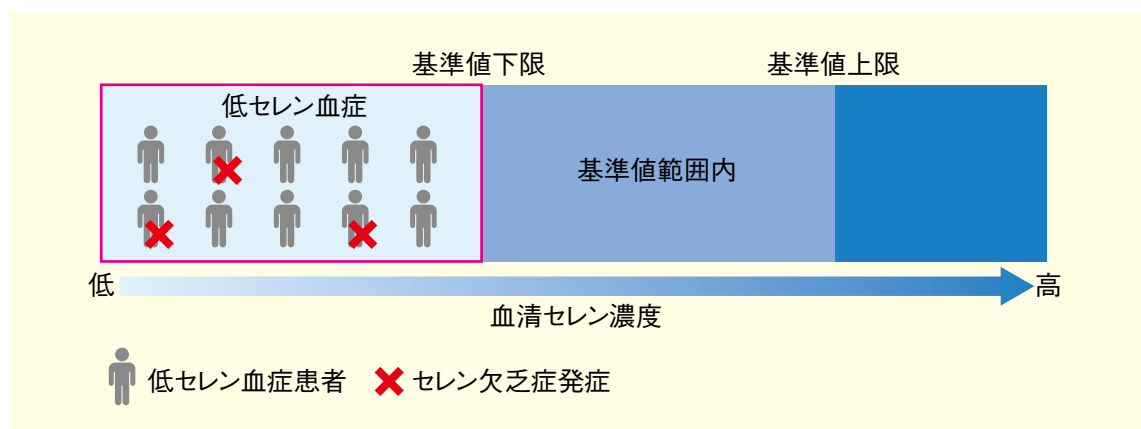 基準値下限
基準値上限
低セレン血症
基準値範囲内
低
高
血清セレン濃度
低セレン血症患者
セレン欠乏症発症